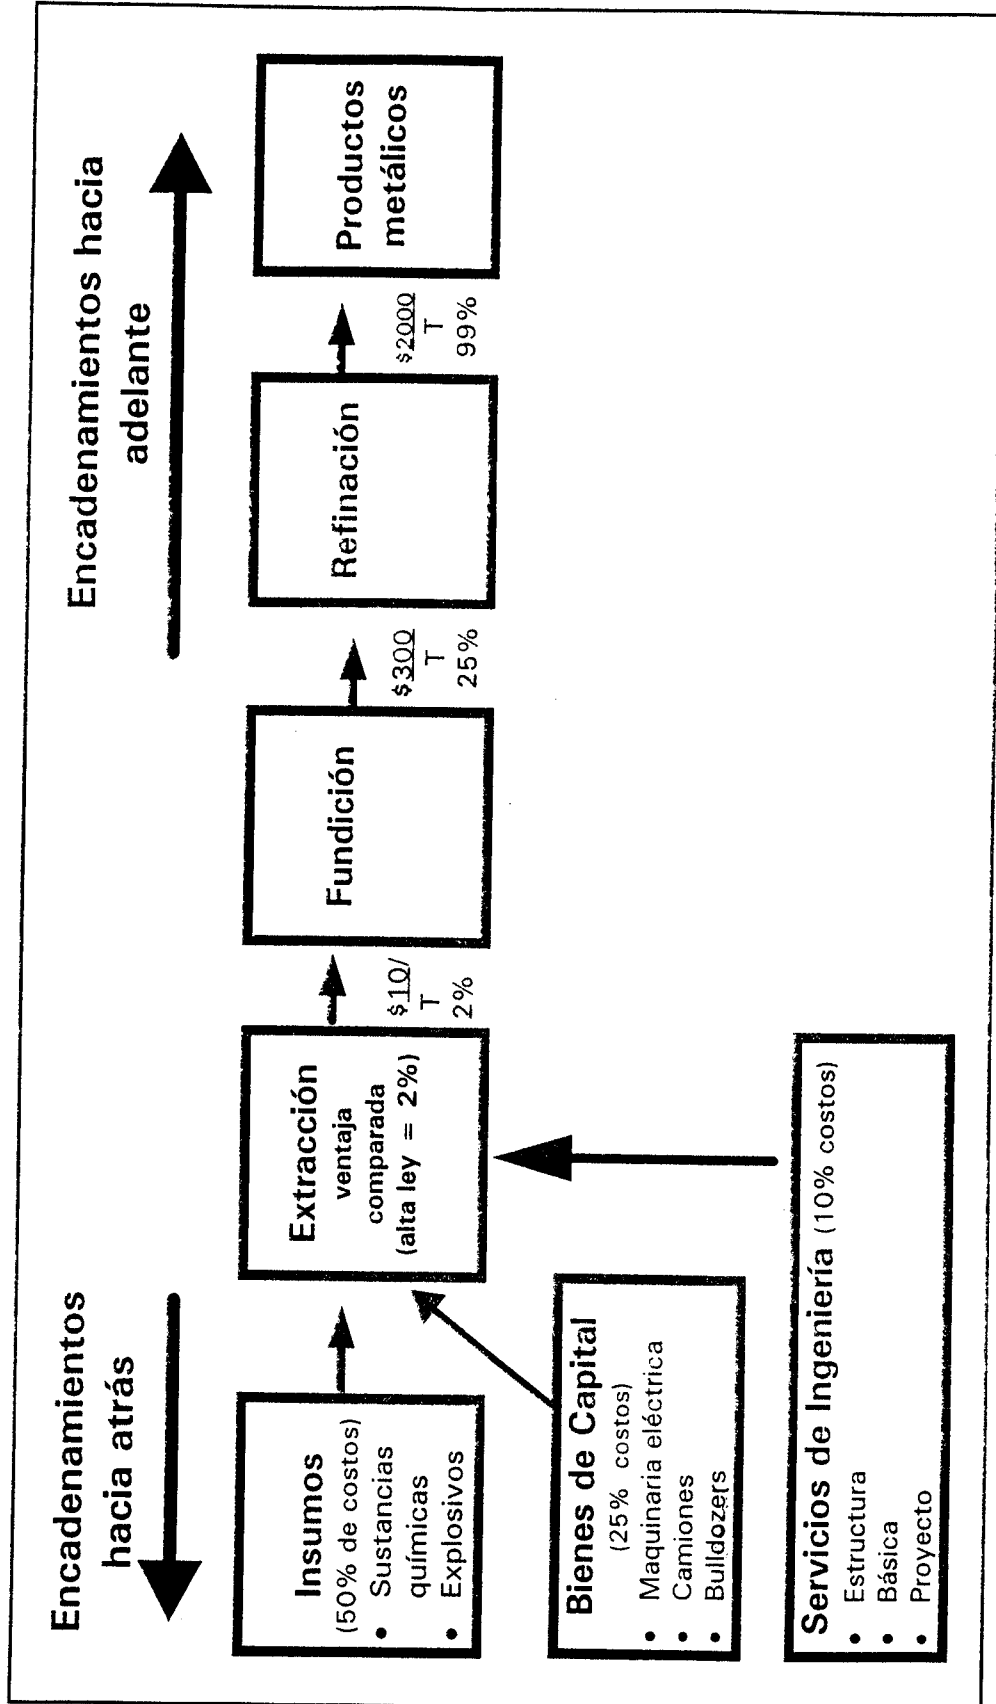 Encadenamientos
hacia atrás
Encadenamientos hacia
adelante
Insumos
(50% de costos)
• Sustancias
químicas
• Explosivos
Extracción
ventaja
comparada
(alta ley = 2%)
$10/
T
2%
Fundición
$300
T
25%
Refinación
$2000
T
99%
Productos
metálicos
Bienes de Capital
(25% costos)
• Maquinaria eléctrica
• Camiones
• Bulldozers
Servicios de Ingeniería (10% costos)
• Estructura
• Básica
• Proyecto